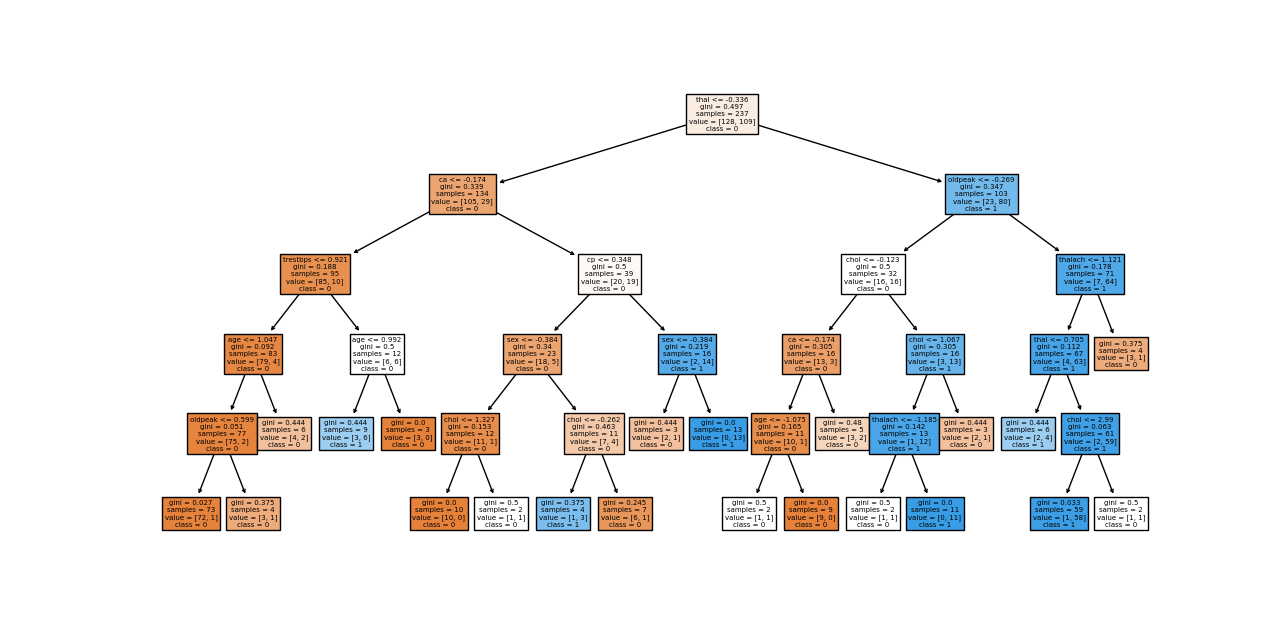 thal <= -0.336
gini = 0.497
samples = 237
value = [128, 109]
class = 0
ca <= -0.174
gini = 0.339
samples = 134
value = [105, 29]
class = 0
oldpeak <= -0.269
gini = 0.347
samples = 103
value = [23, 80]
class = 1
trestbps <= 0.921
gini = 0.188
samples = 95
value = [85, 10]
class = 0
cp <= 0.348
gini = 0.5
samples = 39
value = [20, 19]
class = 0
chol <= -0.123
gini = 0.5
samples = 32
value = [16, 16]
class = 0
thalach <= 1.121
gini = 0.178
samples = 71
value = [7, 64]
class = 1
age <= 1.047
gini = 0.092
samples = 83
value = [79, 4]
class = 0
age <= 0.992
gini = 0.5
samples = 12
value = [6, 6]
class = 0
sex <= -0.384
gini = 0.34
samples = 23
value = [18, 5]
class = 0
sex <= -0.384
gini = 0.219
samples = 16
value = [2, 14]
class = 1
ca <= -0.174
gini = 0.305
samples = 16
value = [13, 3]
class = 0
chol <= 1.067
gini = 0.305
samples = 16
value = [3, 13]
class = 1
thal <= 0.705
gini = 0.112
samples = 67
value = [4, 63]
class = 1
gini = 0.375
samples = 4
value = [3, 1]
class = 0
oldpeak <= 0.599
gini = 0.051
samples = 77
value = [75, 2]
class = 0
gini = 0.444
samples = 6
value = [4, 2]
class = 0
gini = 0.444
samples = 9
value = [3, 6]
class = 1
gini = 0.0
samples = 3
value = [3, 0]
class = 0
chol <= 1.327
gini = 0.153
samples = 12
value = [11, 1]
class = 0
chol <= -0.262
gini = 0.463
samples = 11
value = [7, 4]
class = 0
gini = 0.444
samples = 3
value = [2, 1]
class = 0
gini = 0.0
samples = 13
value = [0, 13]
class = 1
age <= -1.075
gini = 0.165
samples = 11
value = [10, 1]
class = 0
gini = 0.48
samples = 5
value = [3, 2]
class = 0
thalach <= -1.185
gini = 0.142
samples = 13
value = [1, 12]
class = 1
gini = 0.444
samples = 3
value = [2, 1]
class = 0
gini = 0.444
samples = 6
value = [2, 4]
class = 1
chol <= 2.99
gini = 0.063
samples = 61
value = [2, 59]
class = 1
gini = 0.027
samples = 73
value = [72, 1]
class = 0
gini = 0.375
samples = 4
value = [3, 1]
class = 0
gini = 0.0
samples = 10
value = [10, 0]
class = 0
gini = 0.5
samples = 2
value = [1, 1]
class = 0
gini = 0.375
samples = 4
value = [1, 3]
class = 1
gini = 0.245
samples = 7
value = [6, 1]
class = 0
gini = 0.5
samples = 2
value = [1, 1]
class = 0
gini = 0.0
samples = 9
value = [9, 0]
class = 0
gini = 0.5
samples = 2
value = [1, 1]
class = 0
gini = 0.0
samples = 11
value = [0, 11]
class = 1
gini = 0.033
samples = 59
value = [1, 58]
class = 1
gini = 0.5
samples = 2
value = [1, 1]
class = 0